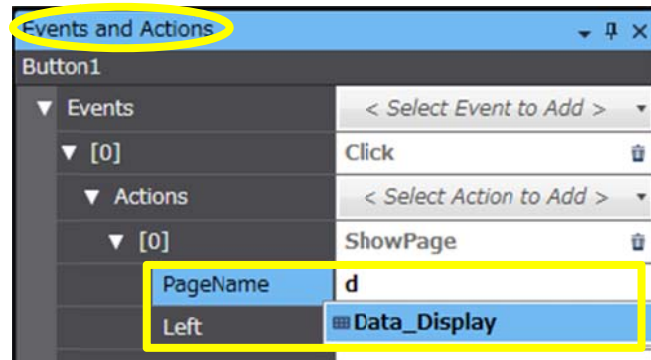 Events and Actions
Button1
Events < Select Event to Add >
[0] Click
Actions < Select Action to Add >
[0] ShowPage
PageName d
Left Data_Display